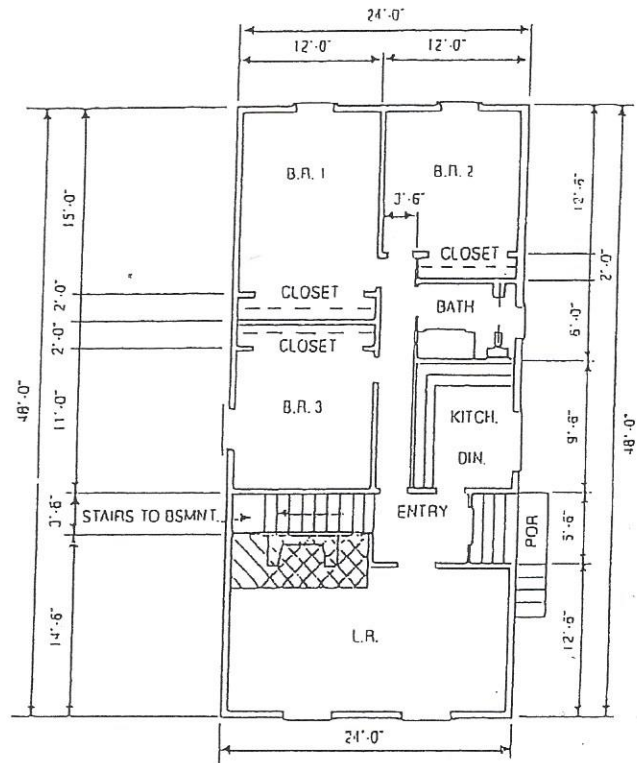 24'-0"
12'-0" 12'-0"
B.R. 1
B.R. 2
3'-6"
15'-0"
12'-6"
CLOSET
2'-0"
CLOSET
2'-0"
BATH
6'-0"
2'-0"
CLOSET
48'-0"
11'-0"
B.R. 3
KITCH.
DIN.
9'-6"
48'-0"
3'-6"
STAIRS TO BSMNT.
ENTRY
POR
5'-6"
14'-6"
L.R.
12'-6"
24'-0"